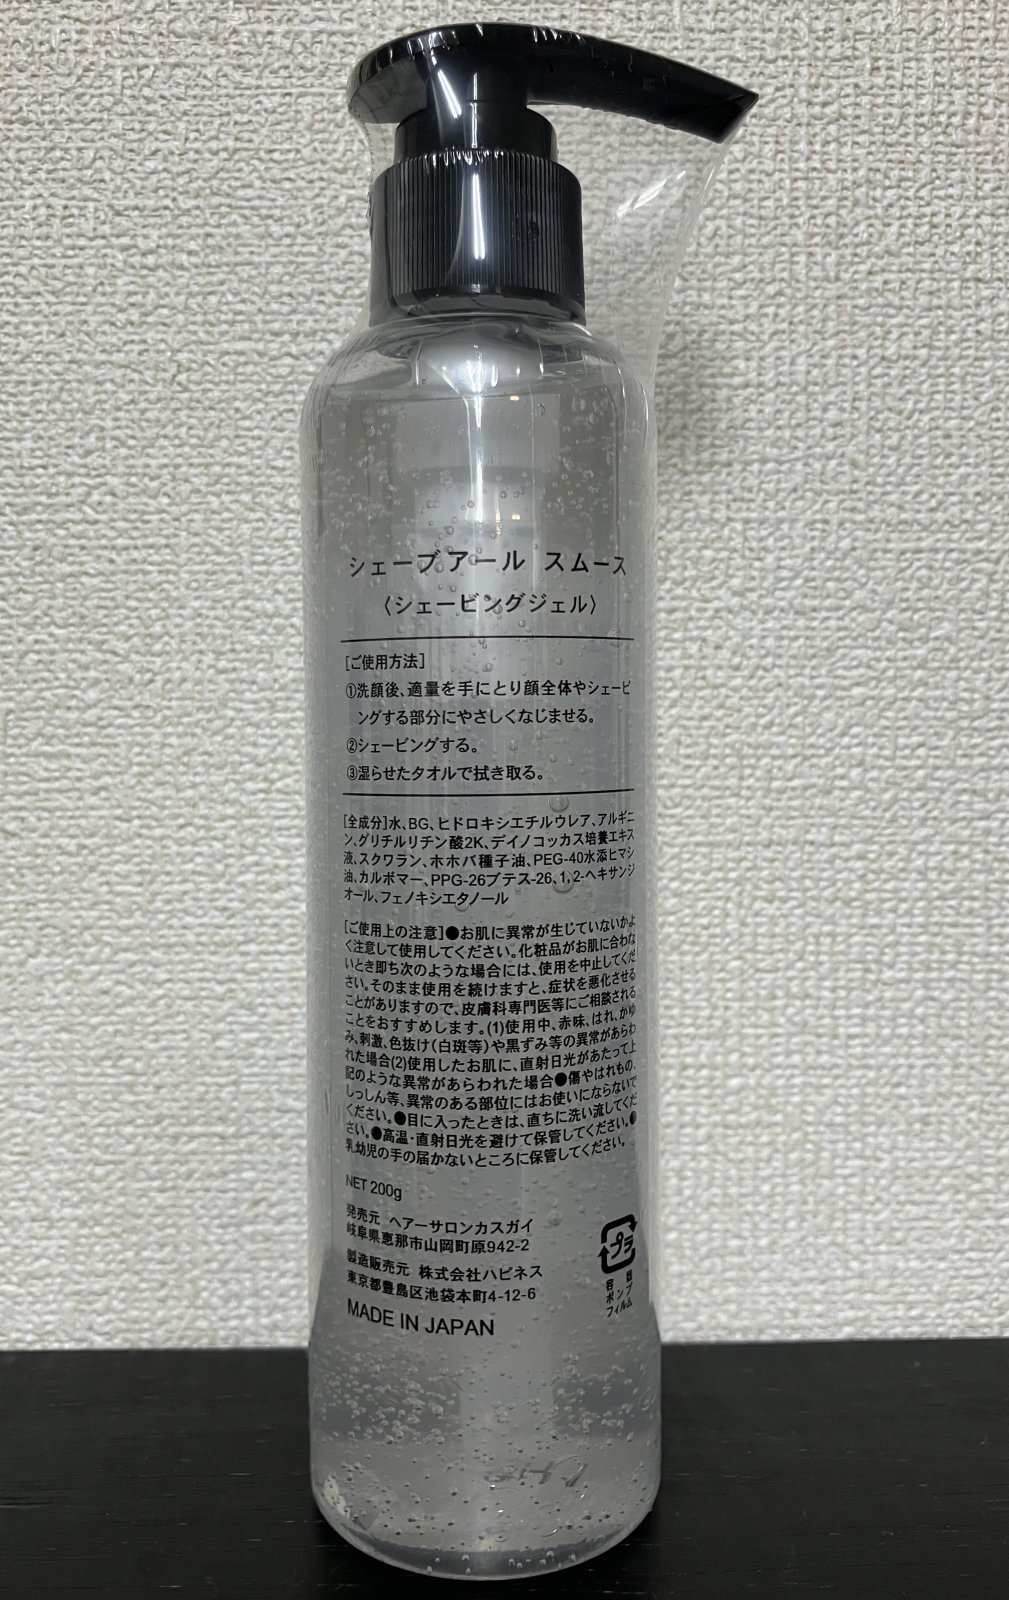 シェーブアール スムース
〈シェービングジェル〉
[ご使用方法]
①洗顔後、適量を手にとり顔全体やシェービ
ングする部分にやさしくなじませる。
②シェービングする。
③湿らせたタオルで拭き取る。
[全成分]水、BG、ヒドロキシエチルウレア、アルギニ
ン、グリチルリチン酸2K、デイノコッカス培養エキス
液、スクワラン、ホホバ種子油、PEG-40水添ヒマシ
油、カルボマー、PPG-26ブテス-26、1,2-ヘキサンジ
オール、フェノキシエタノール
[ご使用上の注意]●お肌に異常が生じていないかよ
く注意して使用してください。化粧品がお肌に合わな
いとき即ち次のような場合には、使用を中止してくだ
さい。そのまま使用を続けますと、症状を悪化させる
ことがありますので、皮膚科専門医等にご相談される
ことをおすすめします。(1)使用中、赤味、はれ、かゆ
み、刺激、色抜け(白斑等)や黒ずみ等の異常があらわ
れた場合(2)使用したお肌に、直射日光があたって上
記のような異常があらわれた場合●傷やはれもの、
しっしん等、異常のある部位にはお使いにならないで
ください。●目に入ったときは、直ちに洗い流してくだ
さい。●高温・直射日光を避けて保管してください。●
乳幼児の手の届かないところに保管してください。
NET 200g
発売元 ヘアーサロンカスガイ
岐阜県恵那市山岡町原942-2
製造販売元 株式会社ハピネス
東京都豊島区池袋本町4-12-6
MADE IN JAPAN
プラ
容器
ポンプ
フィルム